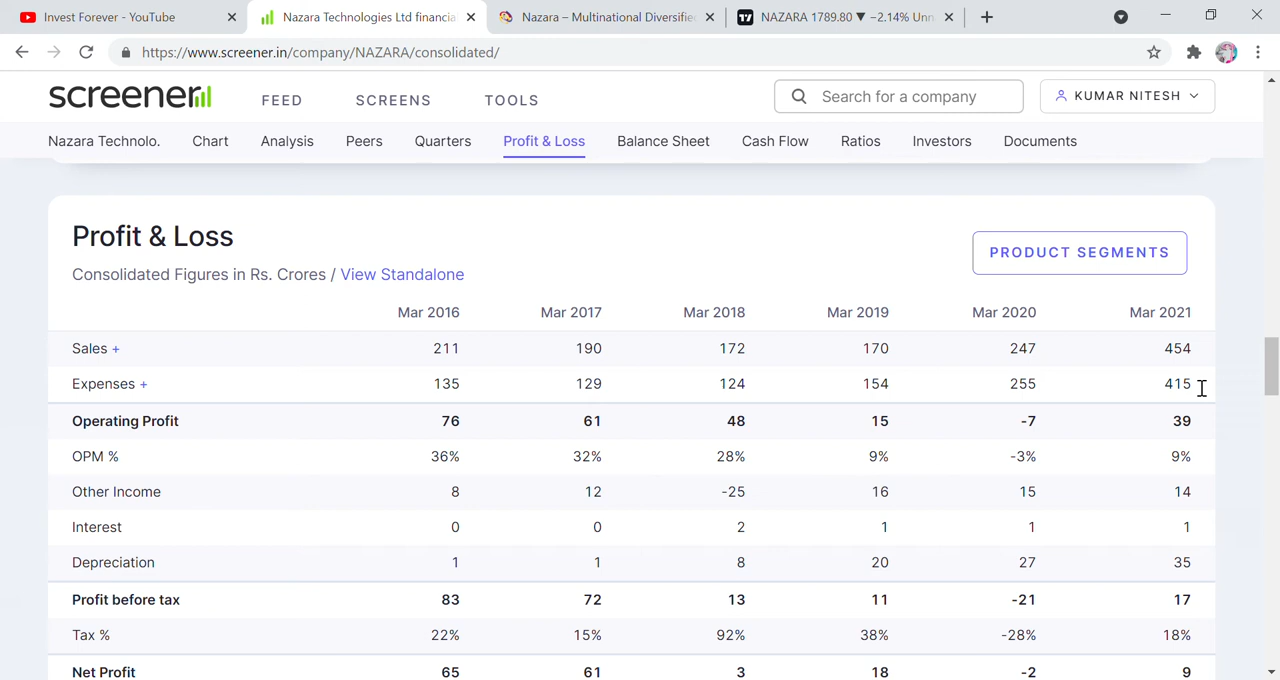 Invest Forever - YouTube
Nazara Technologies Ltd financia
Nazara – Multinational Diversifie
NAZARA 1789.80 ▼ −2.14% Unn
https://www.screener.in/company/NAZARA/consolidated/
screener
FEED
SCREENS
TOOLS
Search for a company
KUMAR NITESH
Nazara Technolo.
Chart
Analysis
Peers
Quarters
Profit & Loss
Balance Sheet
Cash Flow
Ratios
Investors
Documents
Profit & Loss
PRODUCT SEGMENTS
Consolidated Figures in Rs. Crores / View Standalone
Mar 2016 Mar 2017 Mar 2018 Mar 2019 Mar 2020 Mar 2021
Sales + 211 190 172 170 247 454
Expenses + 135 129 124 154 255 415
Operating Profit 76 61 48 15 -7 39
OPM % 36% 32% 28% 9% -3% 9%
Other Income 8 12 -25 16 15 14
Interest 0 0 2 1 1 1
Depreciation 1 1 8 20 27 35
Profit before tax 83 72 13 11 -21 17
Tax % 22% 15% 92% 38% -28% 18%
Net Profit 65 61 3 18 -2 9